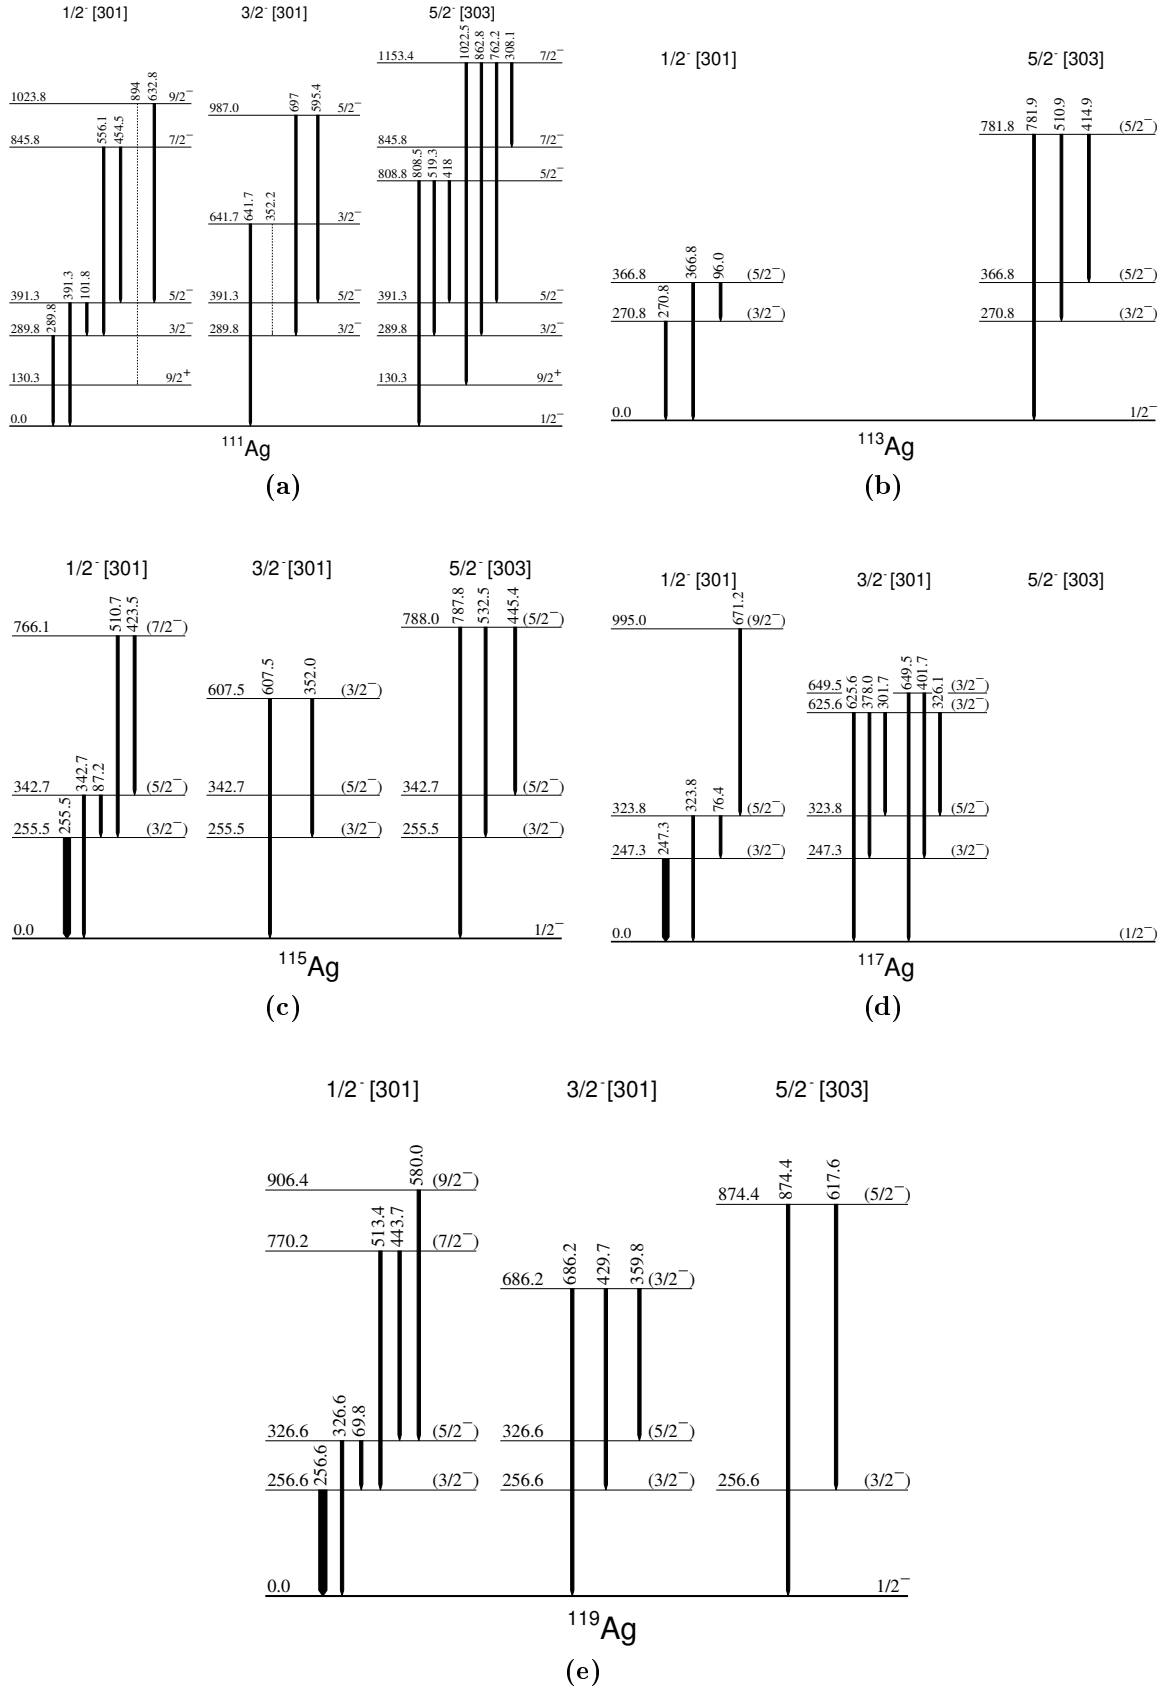 1/2⁻ [301] 3/2⁻ [301] 5/2⁻ [303]
1023.8 894 632.8 9/2⁻
845.8 556.1 454.5 7/2⁻
391.3 391.3 101.8 5/2⁻
289.8 289.8 3/2⁻
130.3 9/2⁺
0.0
987.0 697 595.4 5/2⁻
641.7 641.7 352.2 3/2⁻
391.3 5/2⁻
289.8 3/2⁻
1153.4 1022.5 862.8 762.2 308.1 7/2⁻
845.8 7/2⁻
808.8 808.5 519.3 418 5/2⁻
391.3 5/2⁻
289.8 3/2⁻
130.3 9/2⁺
1/2⁻
¹¹¹Ag
(a)
1/2⁻ [301] 5/2⁻ [303]
366.8 366.8 96.0 (5/2⁻)
270.8 270.8 (3/2⁻)
0.0
781.8 781.9 510.9 414.9 (5/2⁻)
366.8 (5/2⁻)
270.8 (3/2⁻)
1/2⁻
¹¹³Ag
(b)
1/2⁻ [301] 3/2⁻ [301] 5/2⁻ [303]
766.1 510.7 423.5 (7/2⁻)
342.7 342.7 87.2 (5/2⁻)
255.5 255.5 (3/2⁻)
0.0
607.5 607.5 352.0 (3/2⁻)
342.7 (5/2⁻)
255.5 (3/2⁻)
788.0 787.8 532.5 445.4 (5/2⁻)
342.7 (5/2⁻)
255.5 (3/2⁻)
1/2⁻
¹¹⁵Ag
(c)
1/2⁻ [301] 3/2⁻ [301] 5/2⁻ [303]
995.0 671.2 (9/2⁻)
323.8 323.8 76.4 (5/2⁻)
247.3 247.3 (3/2⁻)
0.0
649.5 649.5 401.7 (3/2⁻)
625.6 625.6 378.0 301.7 326.1 (3/2⁻)
323.8 (5/2⁻)
247.3 (3/2⁻)
(1/2⁻)
¹¹⁷Ag
(d)
1/2⁻ [301] 3/2⁻ [301] 5/2⁻ [303]
906.4 580.0 (9/2⁻)
770.2 513.4 443.7 (7/2⁻)
326.6 326.6 69.8 (5/2⁻)
256.6 256.6 (3/2⁻)
0.0
686.2 686.2 429.7 359.8 (3/2⁻)
326.6 (5/2⁻)
256.6 (3/2⁻)
874.4 874.4 617.6 (5/2⁻)
256.6 (3/2⁻)
1/2⁻
¹¹⁹Ag
(e)